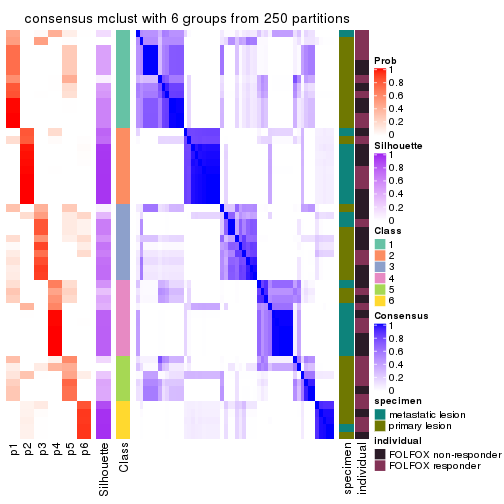 consensus mclust with 6 groups from 250 partitions
Prob
1
0.8
0.6
0.4
0.2
0
Silhouette
1
0.8
0.6
0.4
0.2
0
Class
1
2
3
4
5
6
Consensus
1
0.8
0.6
0.4
0.2
0
specimen
metastatic lesion
primary lesion
individual
FOLFOX non-responder
FOLFOX responder
p1
p2
p3
p4
p5
p6
Silhouette
Class
specimen
individual